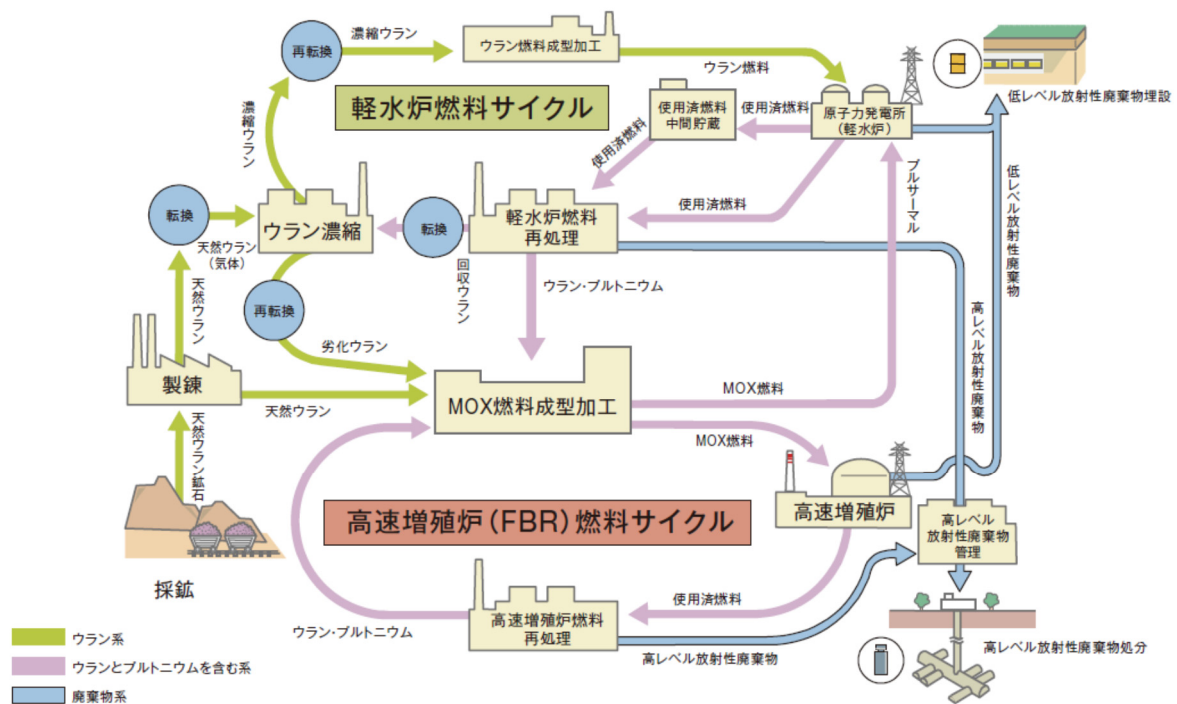 濃縮ウラン
再転換
ウラン燃料成型加工
ウラン燃料
軽水炉燃料サイクル
濃縮ウラン
使用済燃料
中間貯蔵
使用済燃料
原子力発電所
(軽水炉)
低レベル放射性廃棄物埋設
使用済燃料
転換
ウラン濃縮
転換
軽水炉燃料
再処理
使用済燃料
プルサーマル
低レベル放射性廃棄物
天然ウラン
(気体)
天然ウラン
再転換
回収ウラン
ウラン・プルトニウム
高レベル放射性廃棄物
劣化ウラン
製錬
天然ウラン
MOX燃料成型加工
MOX燃料
MOX燃料
天然ウラン鉱石
採鉱
高速増殖炉(FBR)燃料サイクル
高速増殖炉
高レベル
放射性廃棄物
管理
使用済燃料
高速増殖炉燃料
再処理
ウラン・プルトニウム
高レベル放射性廃棄物
高レベル放射性廃棄物処分
ウラン系
ウランとプルトニウムを含む系
廃棄物系